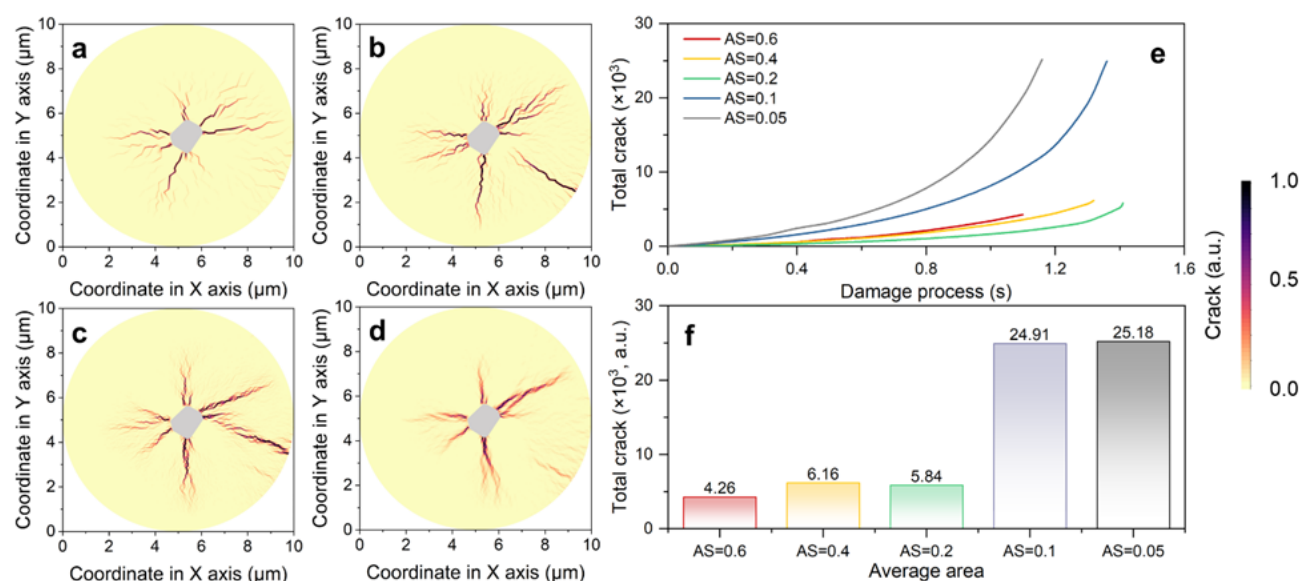 a
10
8
6
4
2
0
Coordinate in Y axis (μm)
0 2 4 6 8 10
Coordinate in X axis (μm)
b
10
8
6
4
2
0
Coordinate in Y axis (μm)
0 2 4 6 8 10
Coordinate in X axis (μm)
c
10
8
6
4
2
0
Coordinate in Y axis (μm)
0 2 4 6 8 10
Coordinate in X axis (μm)
d
10
8
6
4
2
0
Coordinate in Y axis (μm)
0 2 4 6 8 10
Coordinate in X axis (μm)
e
30
20
10
0
Total crack (×10³)
AS=0.6
AS=0.4
AS=0.2
AS=0.1
AS=0.05
0.0 0.4 0.8 1.2 1.6
Damage process (s)
f
30
20
10
0
Total crack (×10³, a.u.)
4.26 6.16 5.84 24.91 25.18
AS=0.6 AS=0.4 AS=0.2 AS=0.1 AS=0.05
Average area
Crack (a.u.)
1.0
0.5
0.0